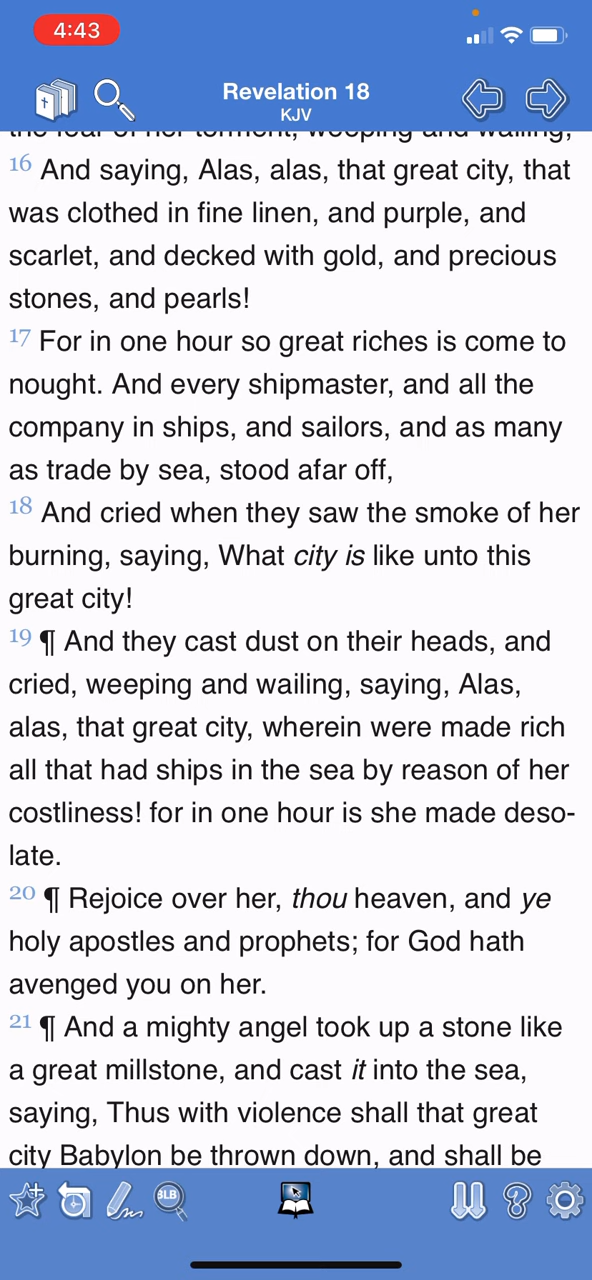 4:43
Revelation 18
KJV
the fear of her torment, weeping and wailing,
16 And saying, Alas, alas, that great city, that
was clothed in fine linen, and purple, and
scarlet, and decked with gold, and precious
stones, and pearls!
17 For in one hour so great riches is come to
nought. And every shipmaster, and all the
company in ships, and sailors, and as many
as trade by sea, stood afar off,
18 And cried when they saw the smoke of her
burning, saying, What city is like unto this
great city!
19 ¶ And they cast dust on their heads, and
cried, weeping and wailing, saying, Alas,
alas, that great city, wherein were made rich
all that had ships in the sea by reason of her
costliness! for in one hour is she made deso-
late.
20 ¶ Rejoice over her, thou heaven, and ye
holy apostles and prophets; for God hath
avenged you on her.
21 ¶ And a mighty angel took up a stone like
a great millstone, and cast it into the sea,
saying, Thus with violence shall that great
city Babylon be thrown down, and shall be
BLB